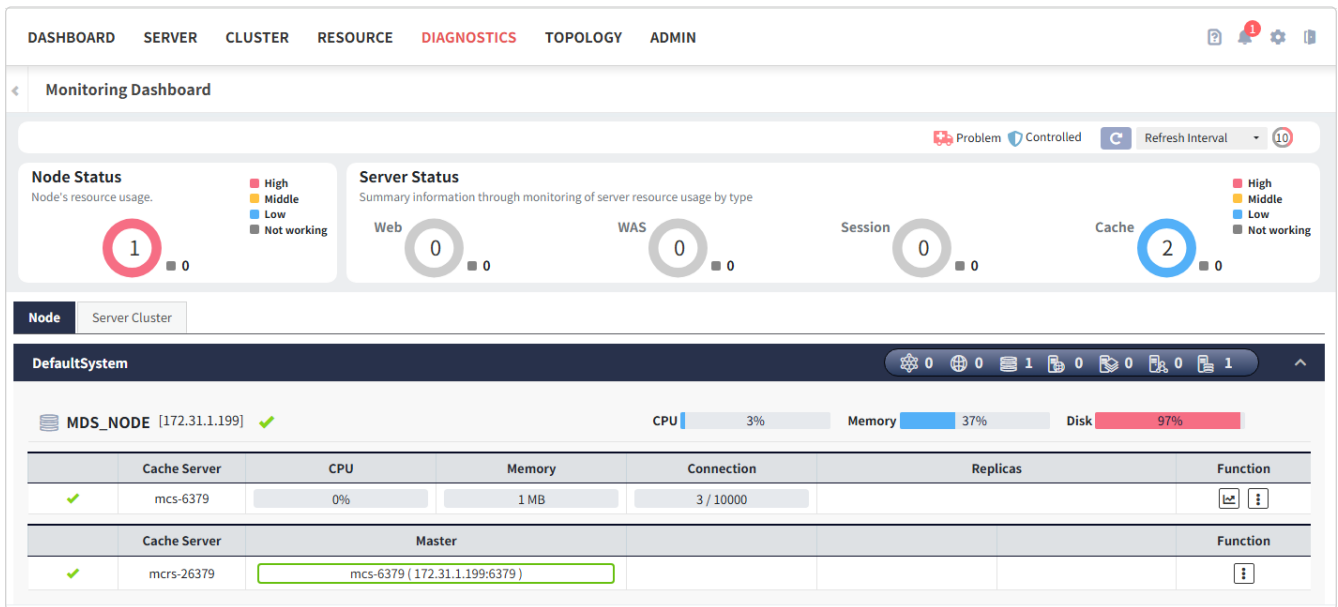 DASHBOARD SERVER CLUSTER RESOURCE DIAGNOSTICS TOPOLOGY ADMIN 1
Monitoring Dashboard
Problem Controlled Refresh Interval 10
Node Status
Node's resource usage.
High
Middle
Low
Not working
1
0
Server Status
Summary information through monitoring of server resource usage by type
Web 0 0
WAS 0 0
Session 0 0
Cache 2 0
High
Middle
Low
Not working
Node Server Cluster
DefaultSystem 0 0 1 0 0 0 1
MDS_NODE [172.31.1.199] CPU 3% Memory 37% Disk 97%
Cache Server CPU Memory Connection Replicas Function
mcs-6379 0% 1 MB 3 / 10000
Cache Server Master Function
mcrs-26379 mcs-6379 ( 172.31.1.199:6379 )